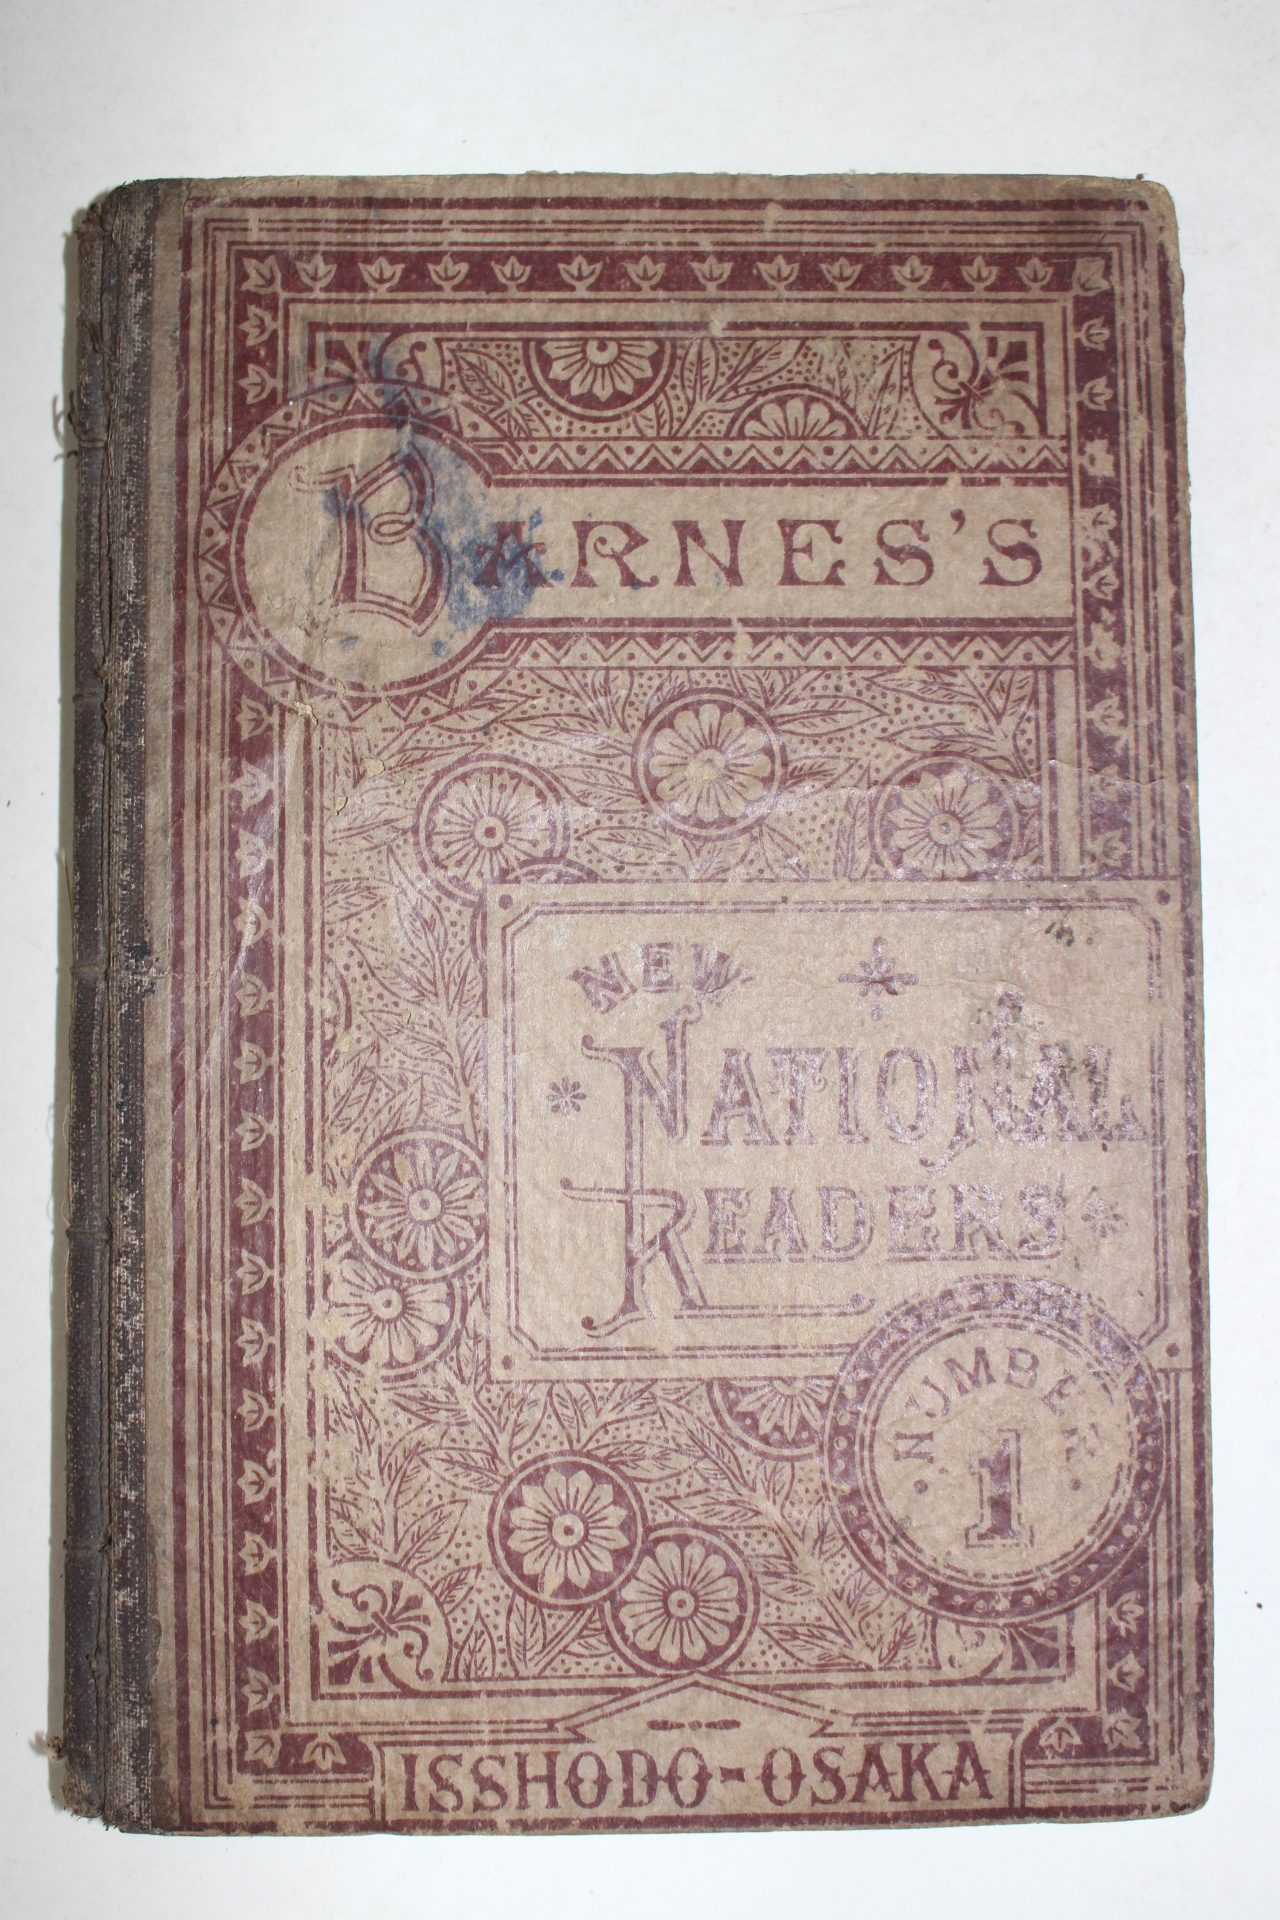 BARNES'S
NEW
NATIONAL
READERS
NUMBER
1
ISSHODO-OSAKA